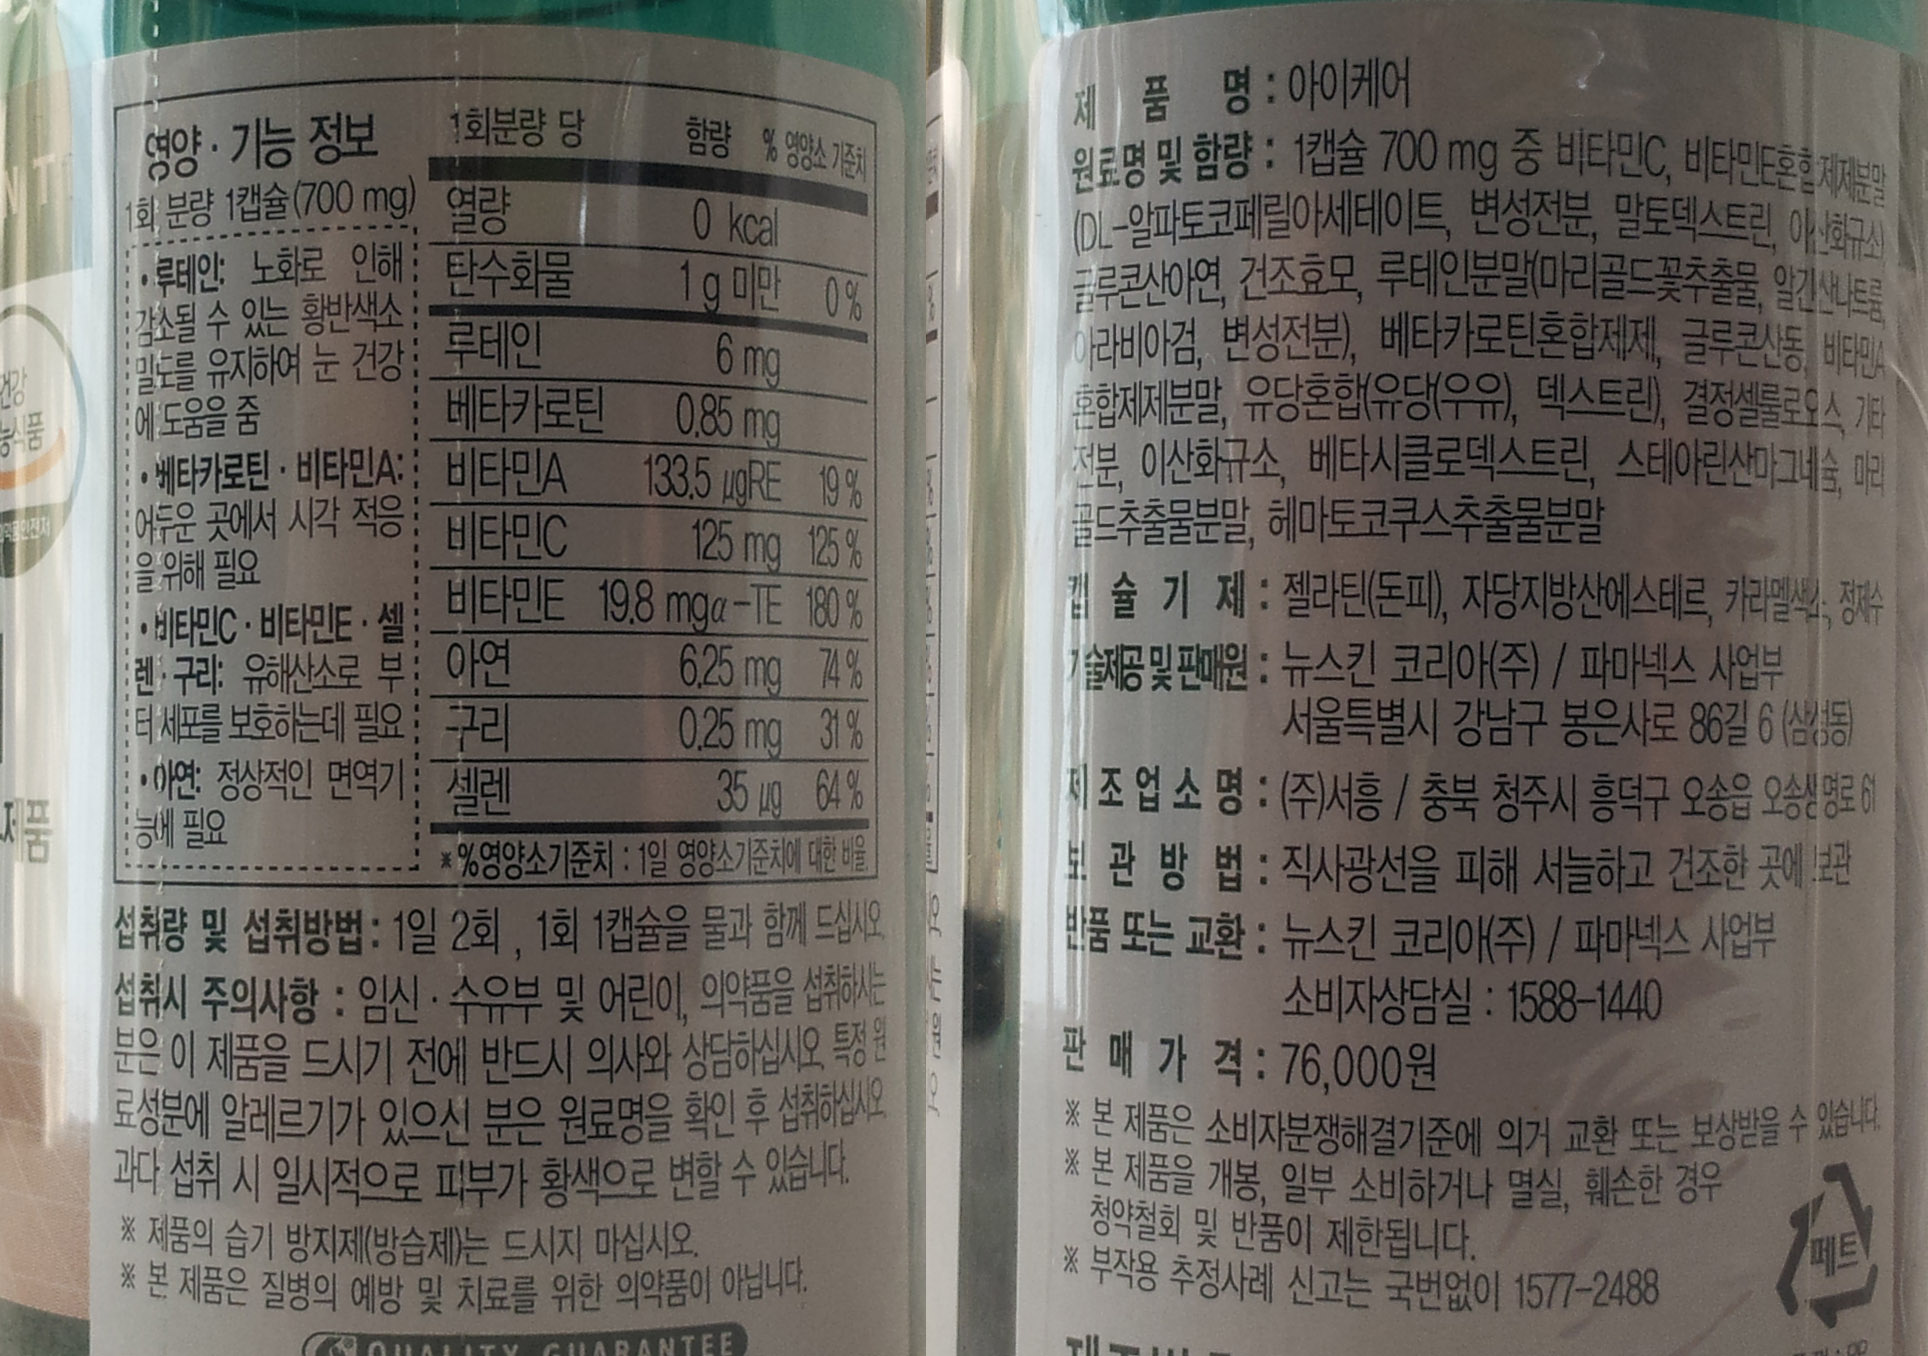 영양 · 기능 정보
1회 분량 1캡슐(700 mg)
• 루테인: 노화로 인해
감소될 수 있는 황반색소
밀도를 유지하여 눈 건강
에 도움을 줌
• 베타카로틴 · 비타민A:
어두운 곳에서 시각 적응
을 위해 필요
• 비타민C · 비타민E · 셀
렌 · 구리: 유해산소로 부
터 세포를 보호하는데 필요
• 아연: 정상적인 면역기
능에 필요
1회분량 당 함량 % 영양소 기준치
열량 0 kcal
탄수화물 1 g 미만 0 %
루테인 6 mg
베타카로틴 0.85 mg
비타민A 133.5 µgRE 19 %
비타민C 125 mg 125 %
비타민E 19.8 mgα-TE 180 %
아연 6.25 mg 74 %
구리 0.25 mg 31 %
셀렌 35 µg 64 %
※%영양소기준치 : 1일 영양소기준치에 대한 비율
섭취량 및 섭취방법 : 1일 2회 , 1회 1캡슐을 물과 함께 드십시오.
섭취시 주의사항 : 임신 · 수유부 및 어린이, 의약품을 섭취하시는
분은 이 제품을 드시기 전에 반드시 의사와 상담하십시오. 특정 원
료성분에 알레르기가 있으신 분은 원료명을 확인 후 섭취하십시오.
과다 섭취 시 일시적으로 피부가 황색으로 변할 수 있습니다.
※ 제품의 습기 방지제(방습제)는 드시지 마십시오.
※ 본 제품은 질병의 예방 및 치료를 위한 의약품이 아닙니다.
QUALITY GUARANTEE
건강
제품
제 품 명 : 아이케어
원료명 및 함량 : 1캡슐 700 mg 중 비타민C, 비타민E혼합제제분말
(DL-알파토코페릴아세테이트, 변성전분, 말토덱스트린, 이산화규소)
글루콘산아연, 건조효모, 루테인분말(마리골드꽃추출물, 알긴산나트륨,
아라비아검, 변성전분), 베타카로틴혼합제제, 글루콘산동, 비타민A
혼합제제분말, 유당혼합(유당(우유), 덱스트린), 결정셀룰로오스, 기타
전분, 이산화규소, 베타시클로덱스트린, 스테아린산마그네슘, 마리
골드추출물분말, 헤마토코쿠스추출물분말
캡 슐 기 제 : 젤라틴(돈피), 자당지방산에스테르, 카라멜색소, 정제수
기술제공 및 판매원 : 뉴스킨 코리아(주) / 파마넥스 사업부
서울특별시 강남구 봉은사로 86길 6 (삼성동)
제 조 업 소 명 : (주)서흥 / 충북 청주시 흥덕구 오송읍 오송생명로 61
보 관 방 법 : 직사광선을 피해 서늘하고 건조한 곳에 보관
반품 또는 교환 : 뉴스킨 코리아(주) / 파마넥스 사업부
소비자상담실 : 1588-1440
판 매 가 격 : 76,000원
※ 본 제품은 소비자분쟁해결기준에 의거 교환 또는 보상받을 수 있습니다.
※ 본 제품을 개봉, 일부 소비하거나 멸실, 훼손한 경우
청약철회 및 반품이 제한됩니다.
※ 부작용 추정사례 신고는 국번없이 1577-2488
페트